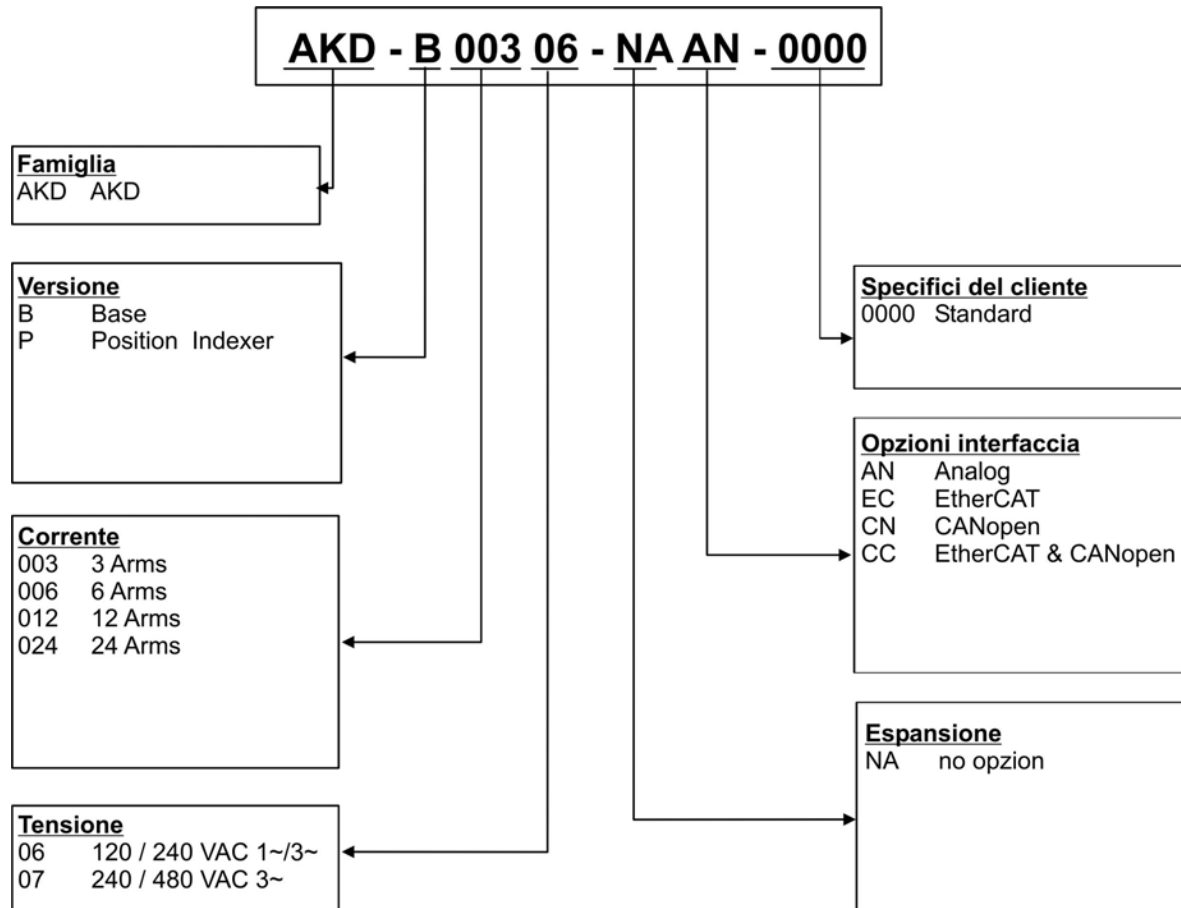 AKD - B 003 06 - NA AN - 0000
Famiglia
AKD AKD
Versione
B Base
P Position Indexer
Corrente
003 3 Arms
006 6 Arms
012 12 Arms
024 24 Arms
Tensione
06 120 / 240 VAC 1~/3~
07 240 / 480 VAC 3~
Specifici del cliente
0000 Standard
Opzioni interfaccia
AN Analog
EC EtherCAT
CN CANopen
CC EtherCAT & CANopen
Espansione
NA no opzion